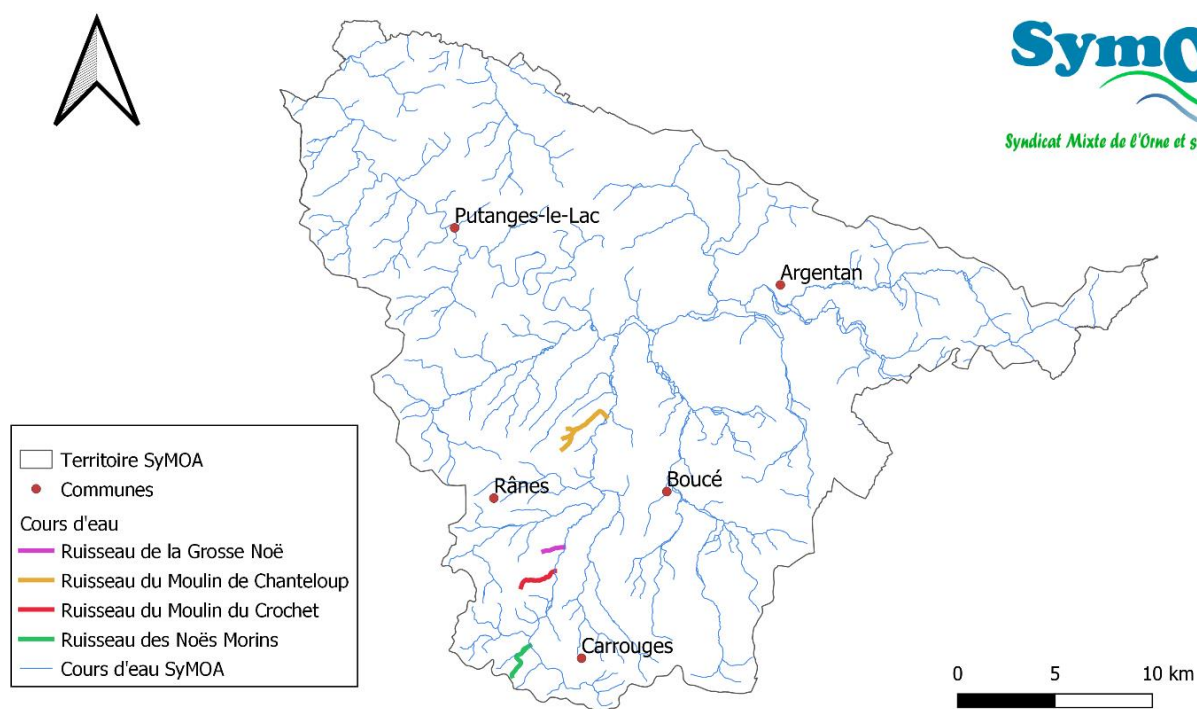 Sym
Syndicat Mixte de l'Orne et s
Putanges-le-Lac
Argentan
Rânes
Boucé
Carrouges
Territoire SyMOA
Communes
Cours d'eau
Ruisseau de la Grosse Noë
Ruisseau du Moulin de Chanteloup
Ruisseau du Moulin du Crochet
Ruisseau des Noës Morins
Cours d'eau SyMOA
0 5 10 km